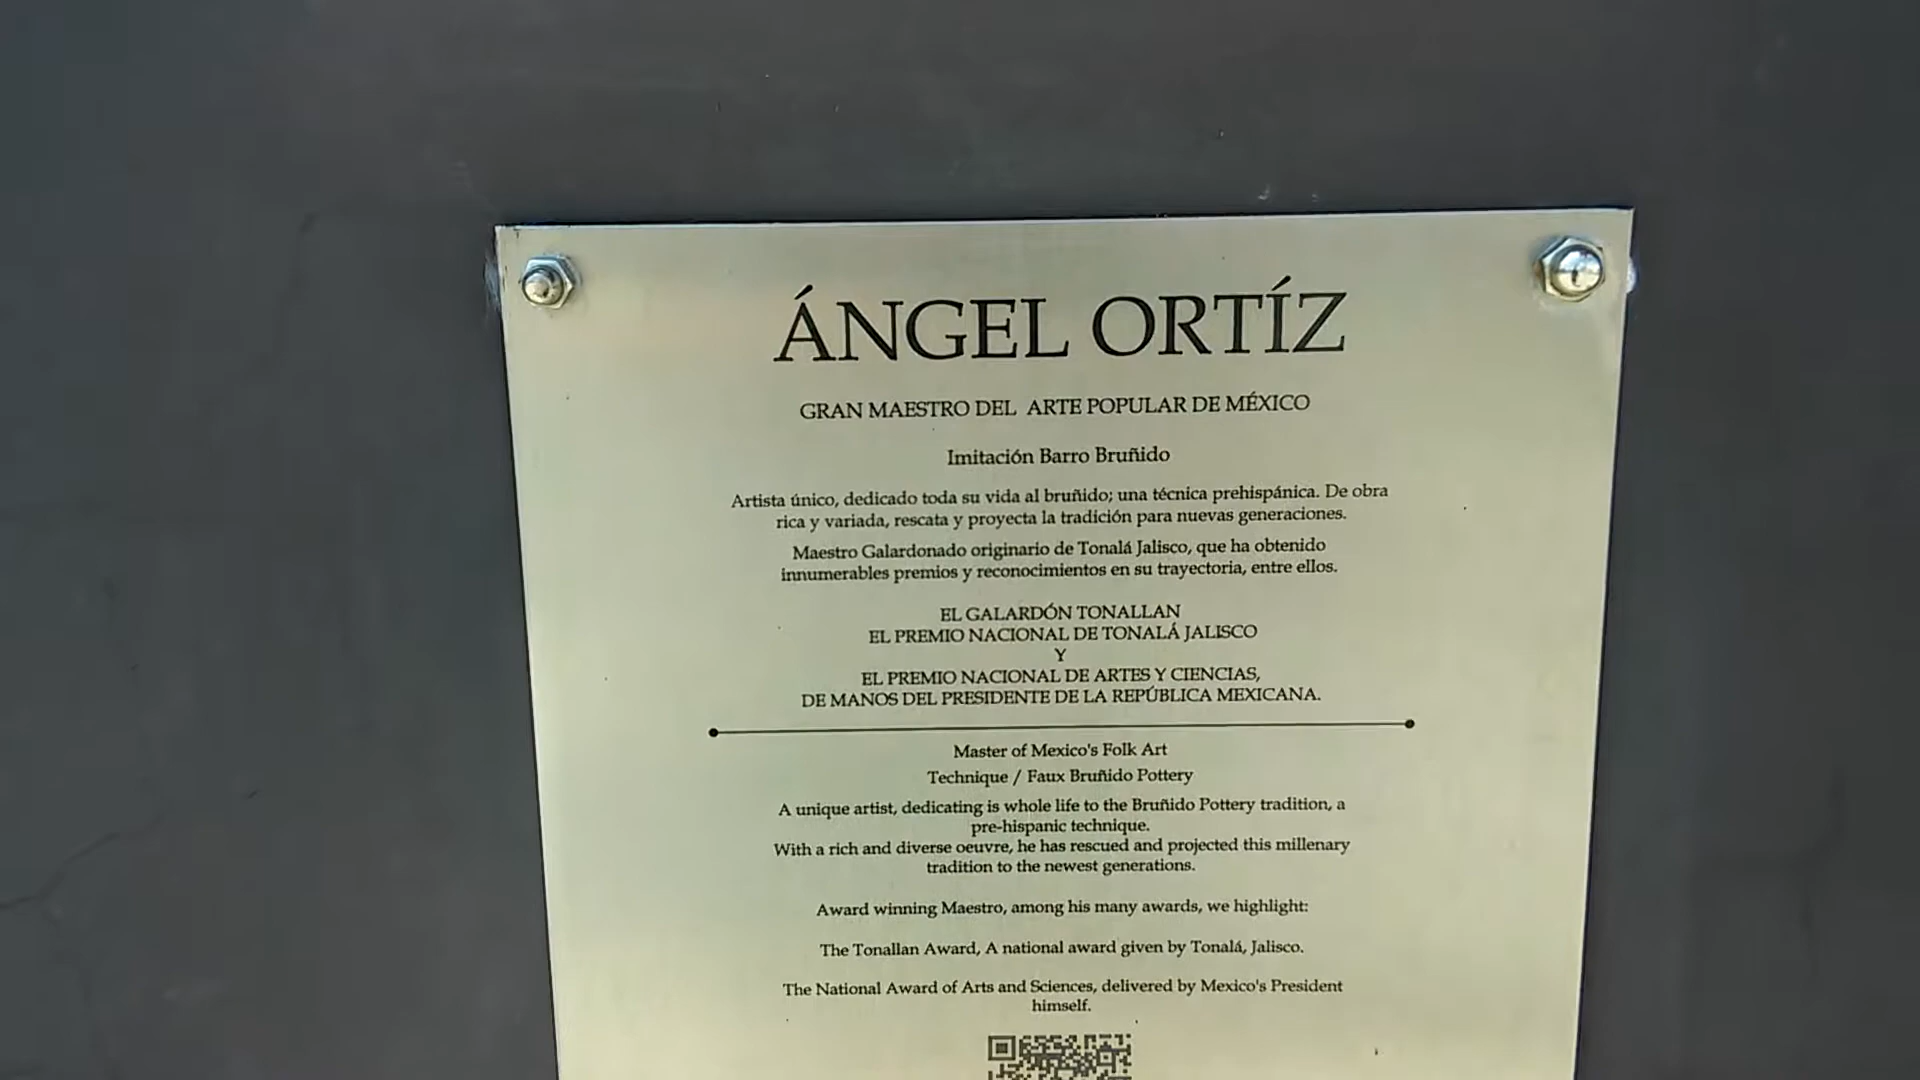 ÁNGEL ORTÍZ
GRAN MAESTRO DEL ARTE POPULAR DE MÉXICO
Imitación Barro Bruñido
Artista único, dedicado toda su vida al bruñido; una técnica prehispánica. De obra
rica y variada, rescata y proyecta la tradición para nuevas generaciones.
Maestro Galardonado originario de Tonalá Jalisco, que ha obtenido
innumerables premios y reconocimientos en su trayectoria, entre ellos.
EL GALARDÓN TONALLAN
EL PREMIO NACIONAL DE TONALÁ JALISCO
Y
EL PREMIO NACIONAL DE ARTES Y CIENCIAS,
DE MANOS DEL PRESIDENTE DE LA REPÚBLICA MEXICANA.
Master of Mexico's Folk Art
Technique / Faux Bruñido Pottery
A unique artist, dedicating is whole life to the Bruñido Pottery tradition, a
pre-hispanic technique.
With a rich and diverse oeuvre, he has rescued and projected this millenary
tradition to the newest generations.
Award winning Maestro, among his many awards, we highlight:
The Tonallan Award, A national award given by Tonalá, Jalisco.
The National Award of Arts and Sciences, delivered by Mexico's President
himself.